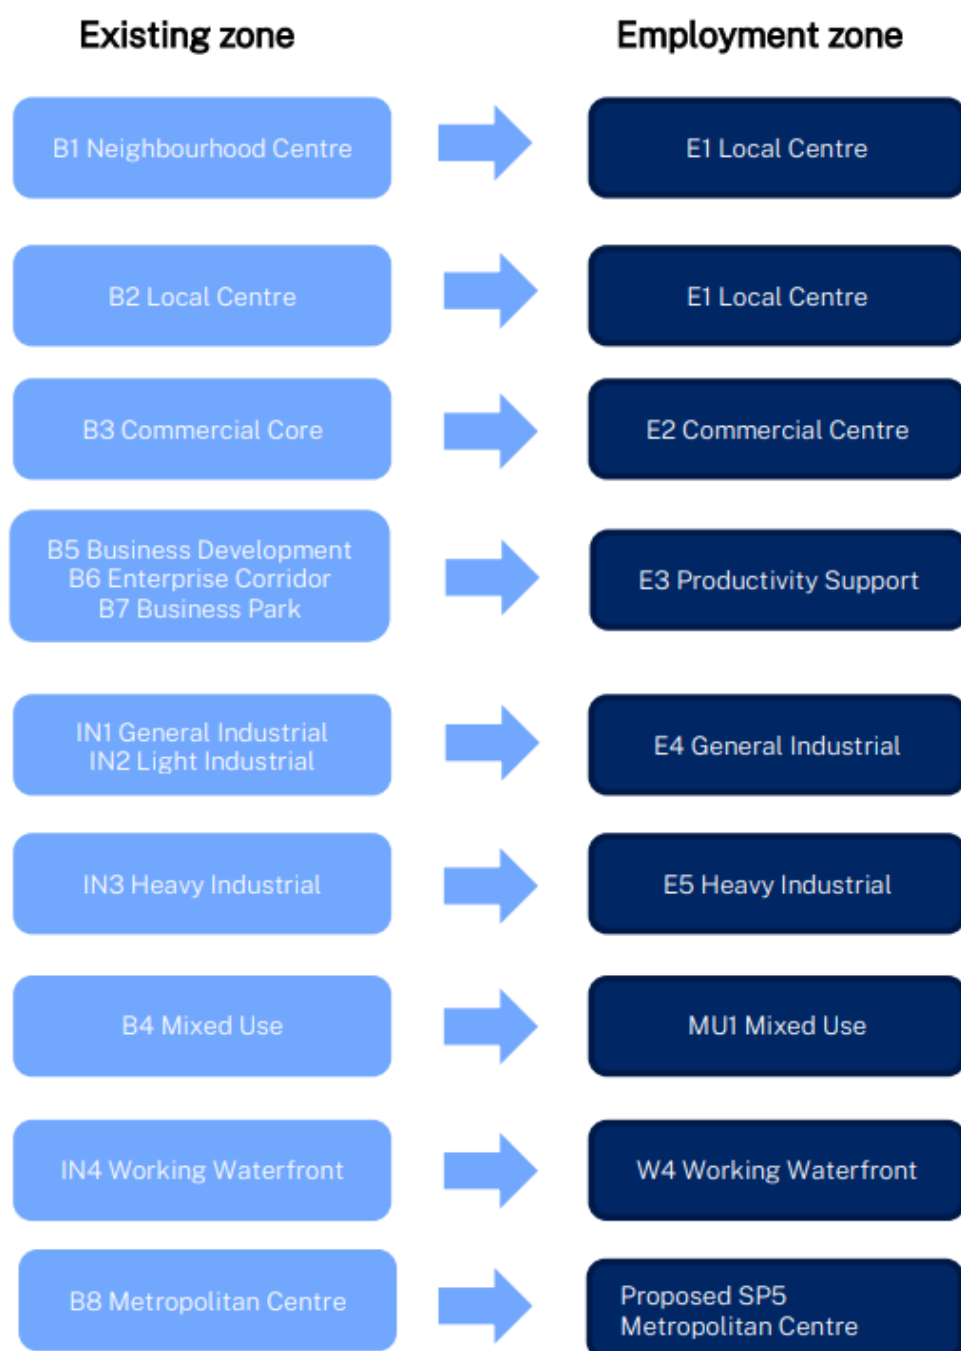 Existing zone
Employment zone
B1 Neighbourhood Centre
E1 Local Centre
B2 Local Centre
E1 Local Centre
B3 Commercial Core
E2 Commercial Centre
B5 Business Development
B6 Enterprise Corridor
B7 Business Park
E3 Productivity Support
IN1 General Industrial
IN2 Light Industrial
E4 General Industrial
IN3 Heavy Industrial
E5 Heavy Industrial
B4 Mixed Use
MU1 Mixed Use
IN4 Working Waterfront
W4 Working Waterfront
B8 Metropolitan Centre
Proposed SP5
Metropolitan Centre